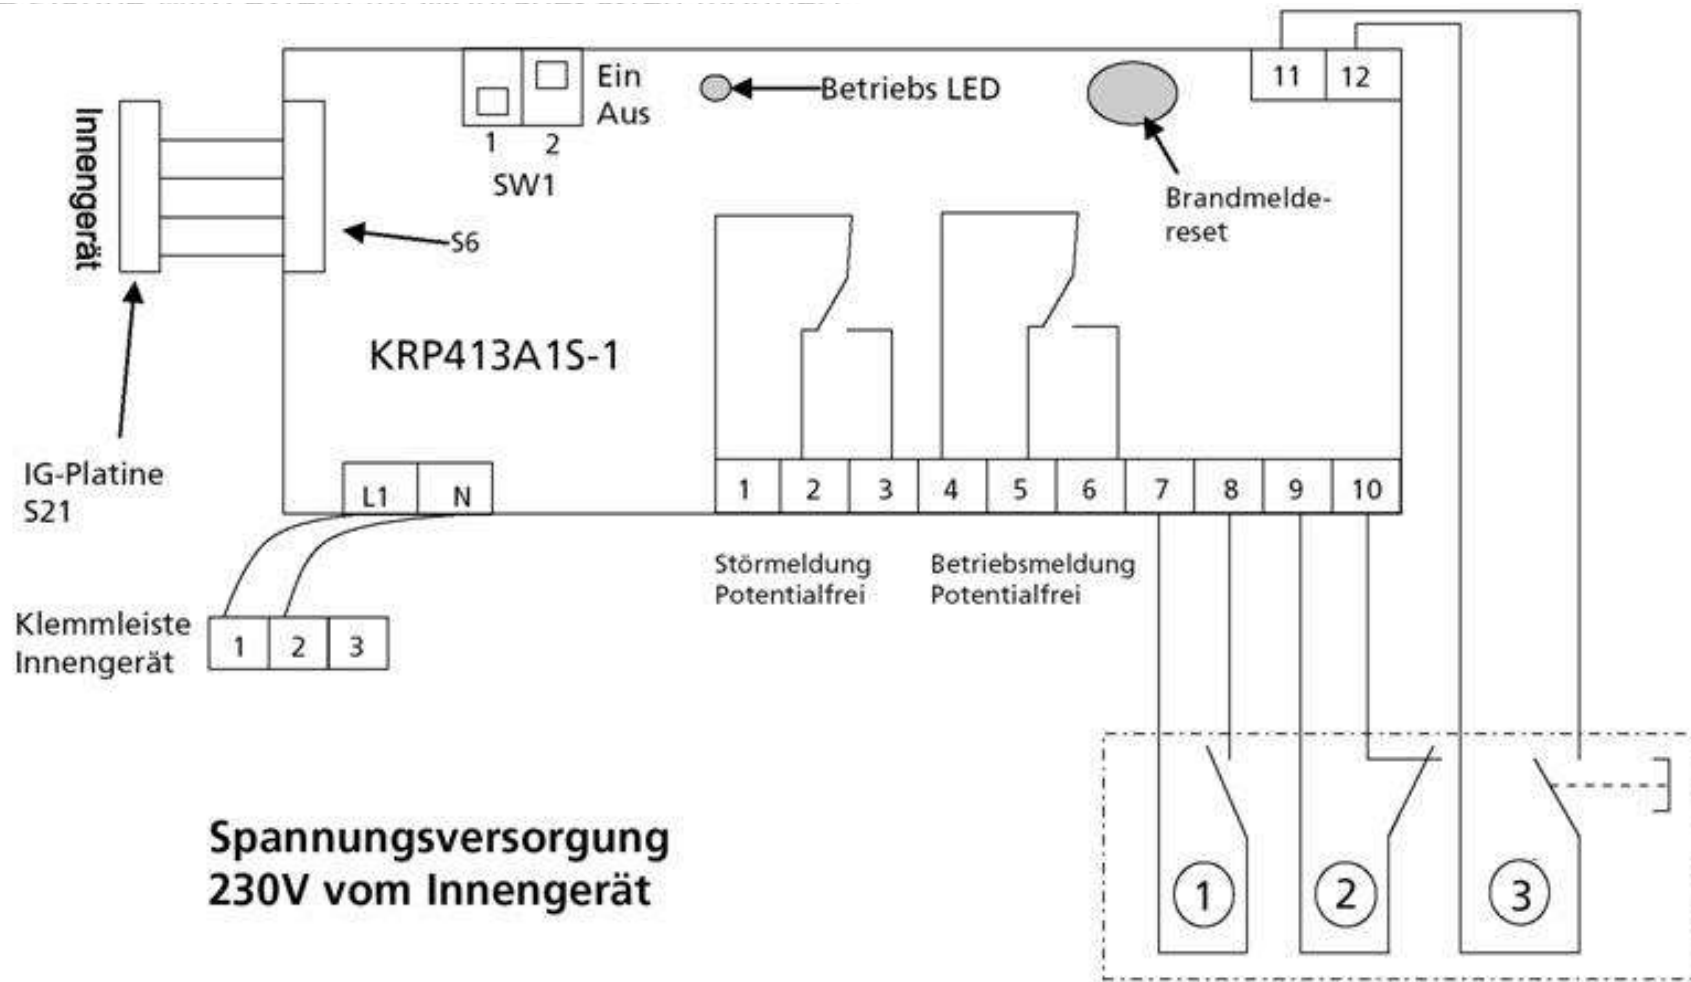 11 12
Ein
Aus
1 2
SW1
Betriebs LED
Brandmelde-
reset
Innengerät
S6
KRP413A1S-1
IG-Platine
S21
L1 N
1 2 3 4 5 6 7 8 9 10
Störmeldung
Potentialfrei
Betriebsmeldung
Potentialfrei
Klemmleiste
Innengerät
1 2 3
Spannungsversorgung
230V vom Innengerät
1 2 3